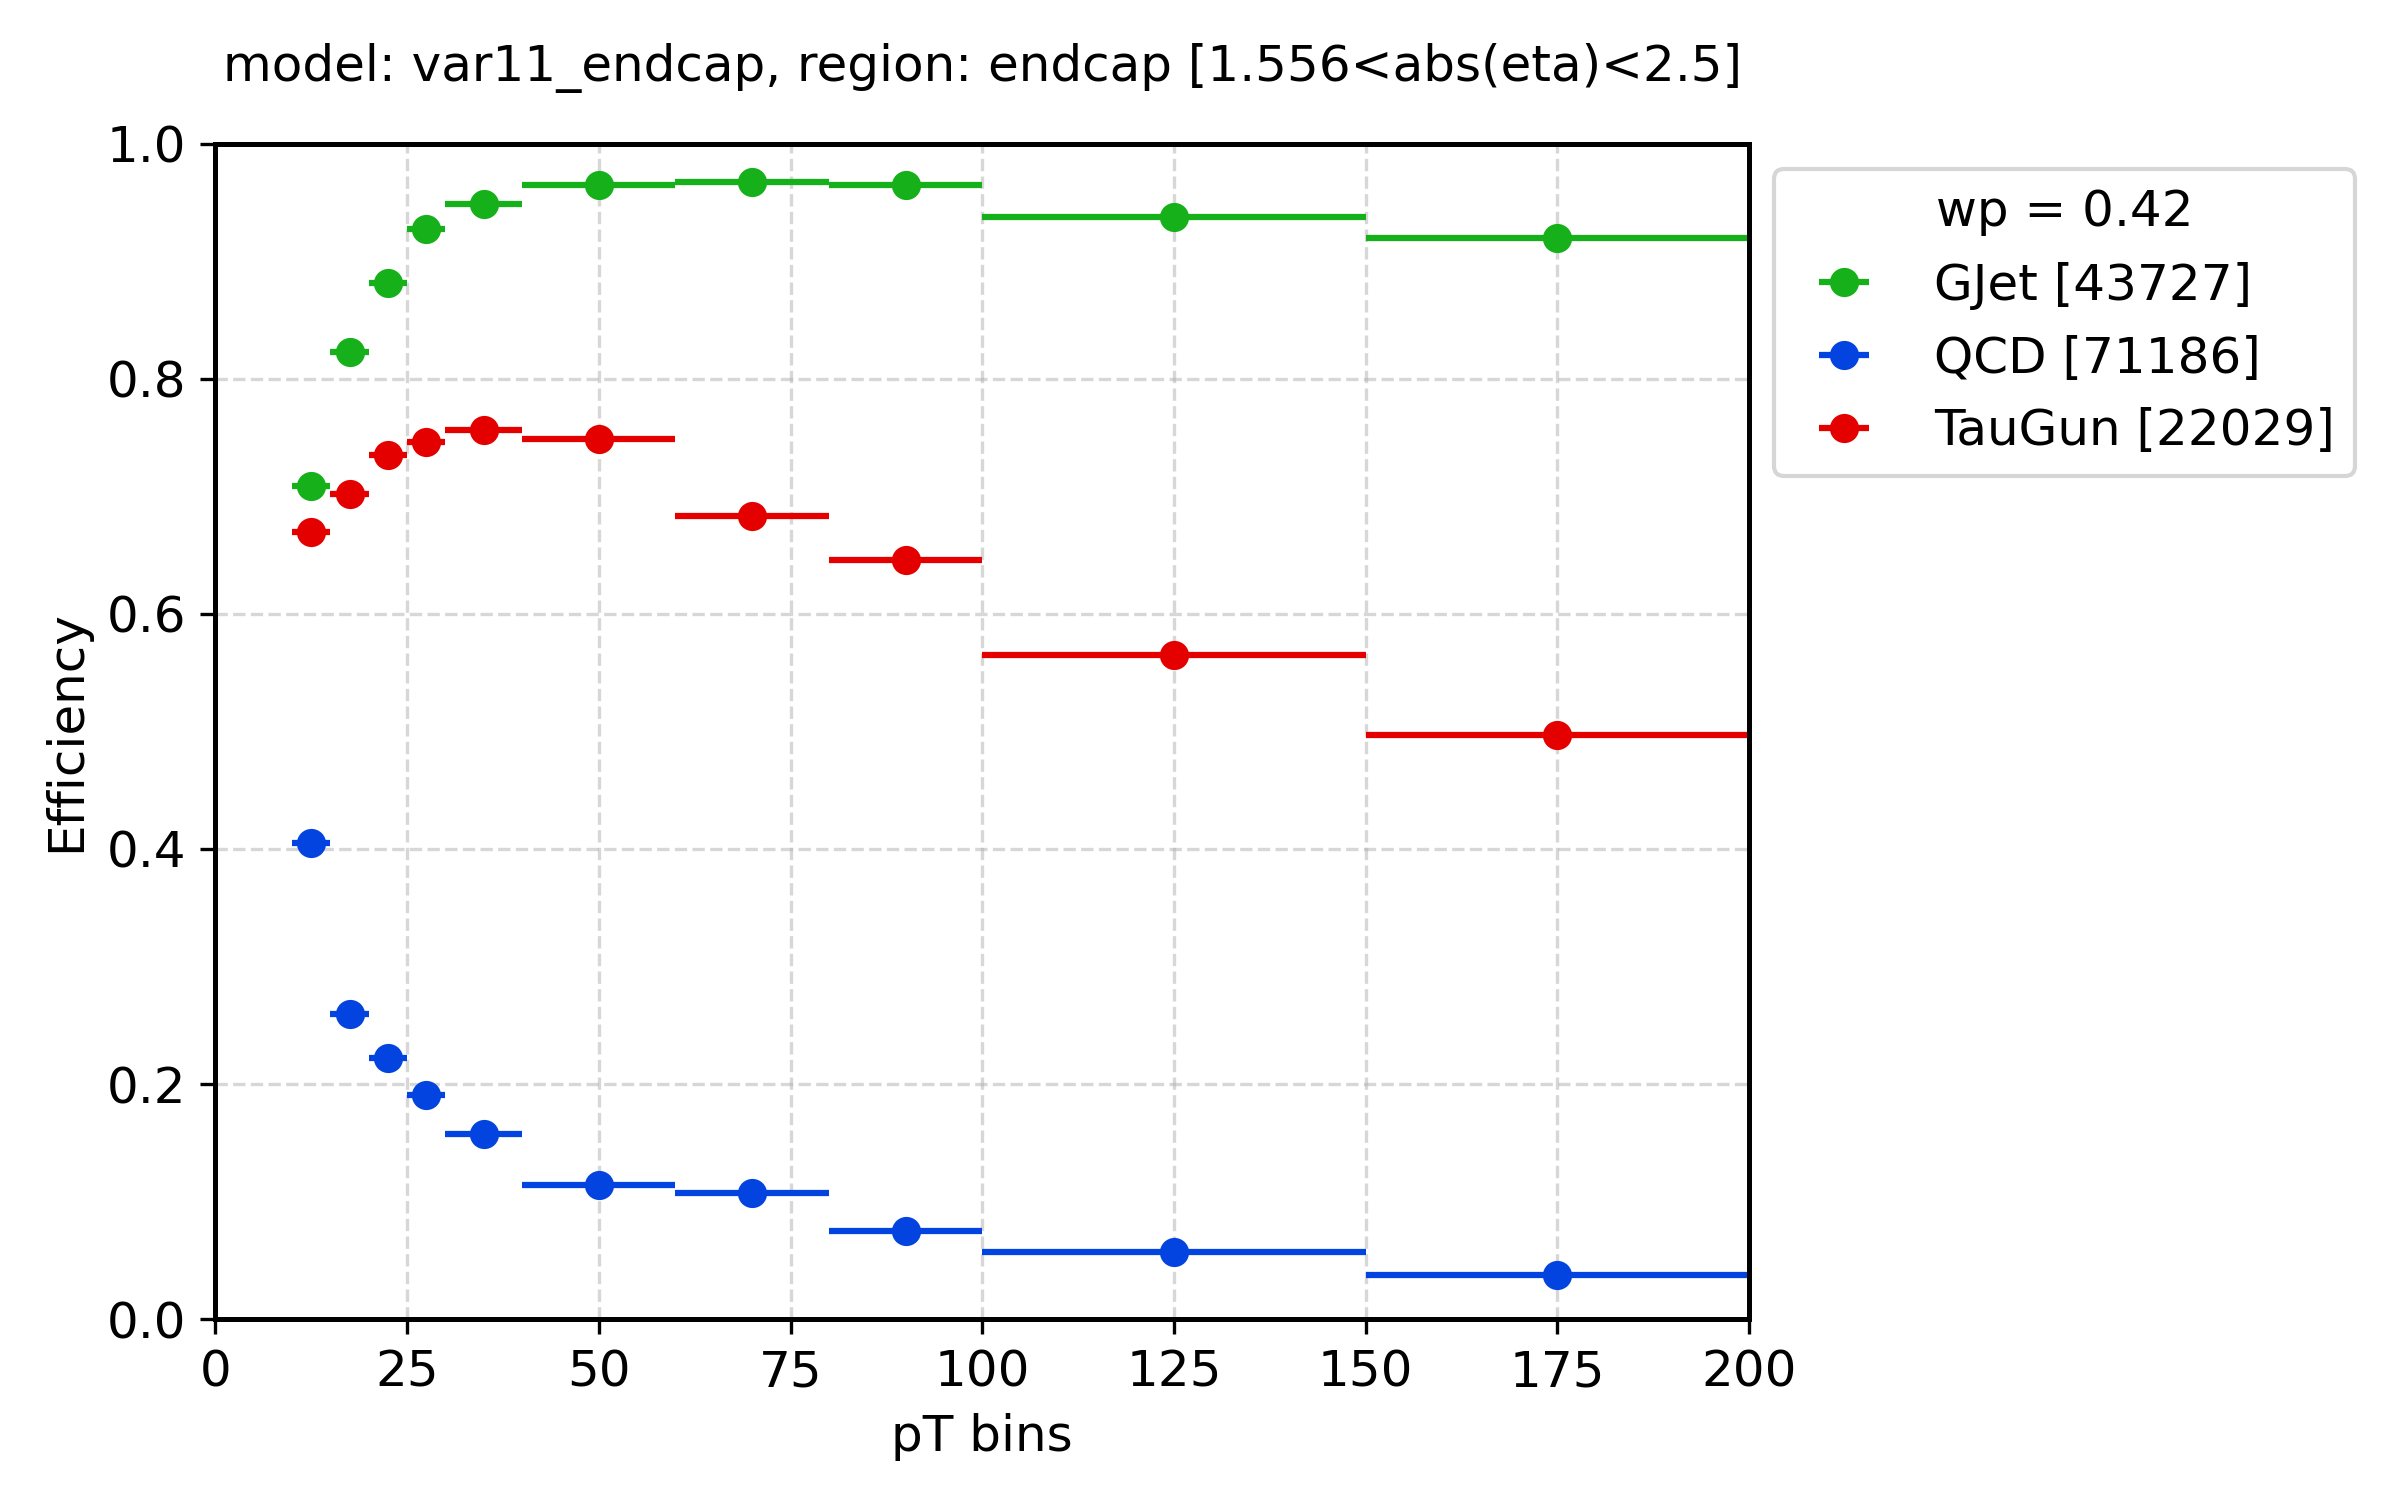 model: var11_endcap, region: endcap [1.556<abs(eta)<2.5]
1.0
0.8
0.6
0.4
0.2
0.0
Efficiency
0 25 50 75 100 125 150 175 200
pT bins
wp = 0.42
GJet [43727]
QCD [71186]
TauGun [22029]